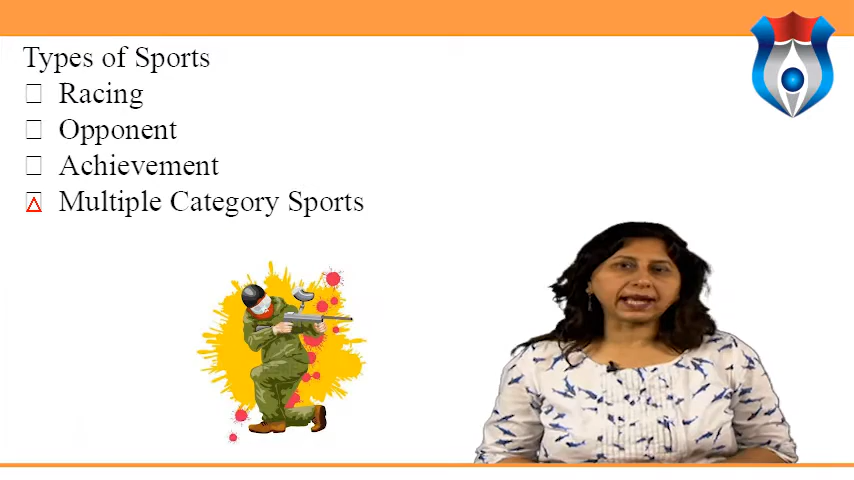 Types of Sports
Racing
Opponent
Achievement
Multiple Category Sports